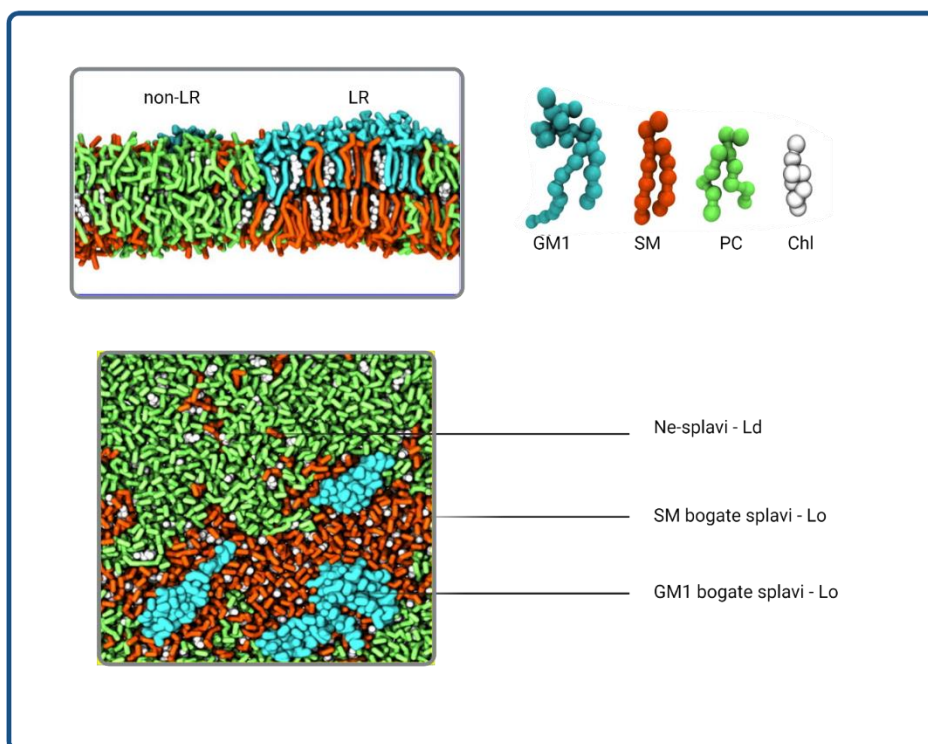 non-LR
LR
GM1
SM
PC
Chl
Ne-splavi - Ld
SM bogate splavi - Lo
GM1 bogate splavi - Lo